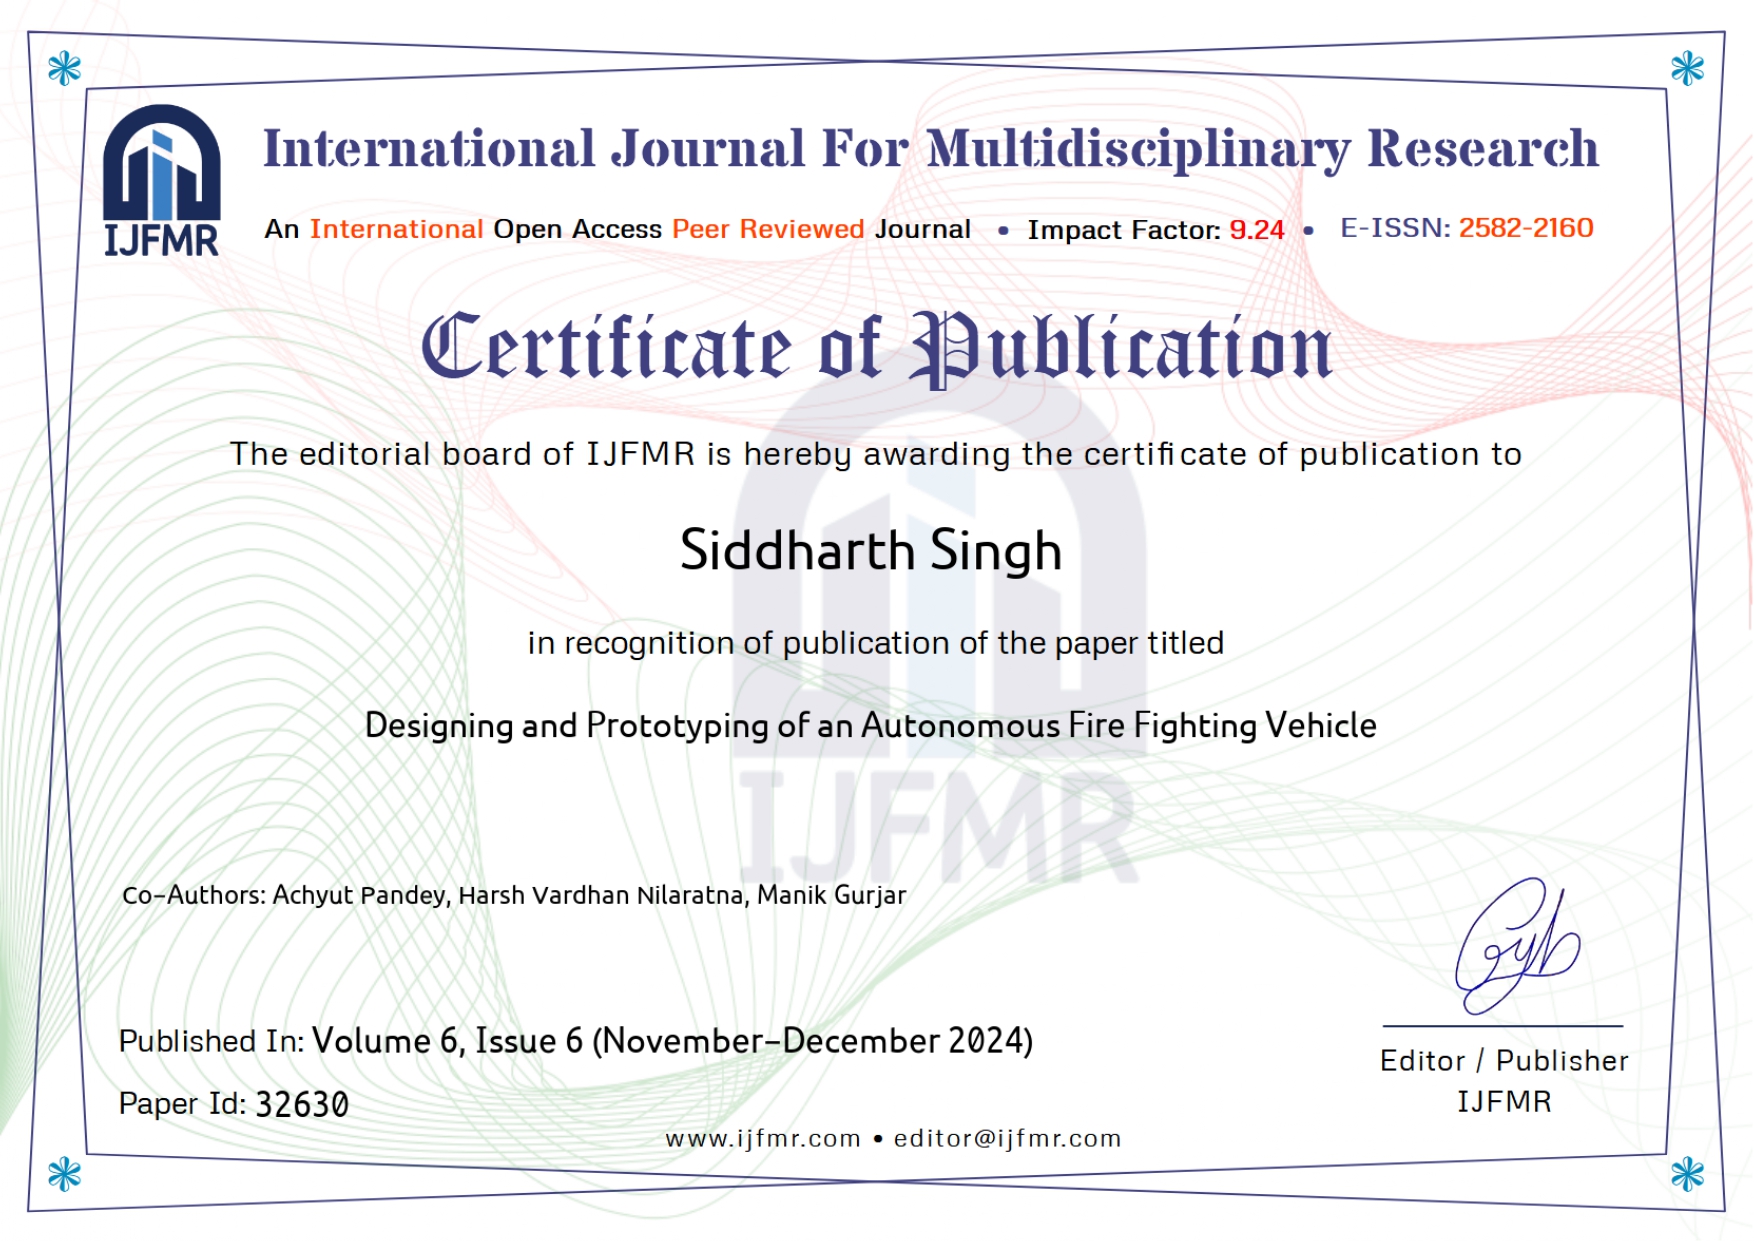 International Journal For Multidisciplinary Research
IJFMR
An International Open Access Peer Reviewed Journal • Impact Factor: 9.24 • E-ISSN: 2582-2160
Certificate of Publication
The editorial board of IJFMR is hereby awarding the certificate of publication to
Siddharth Singh
in recognition of publication of the paper titled
Designing and Prototyping of an Autonomous Fire Fighting Vehicle
IJFMR
Co-Authors: Achyut Pandey, Harsh Vardhan Nilaratna, Manik Gurjar
Published In: Volume 6, Issue 6 (November-December 2024)
Paper Id: 32630
Editor / Publisher
IJFMR
www.ijfmr.com • editor@ijfmr.com